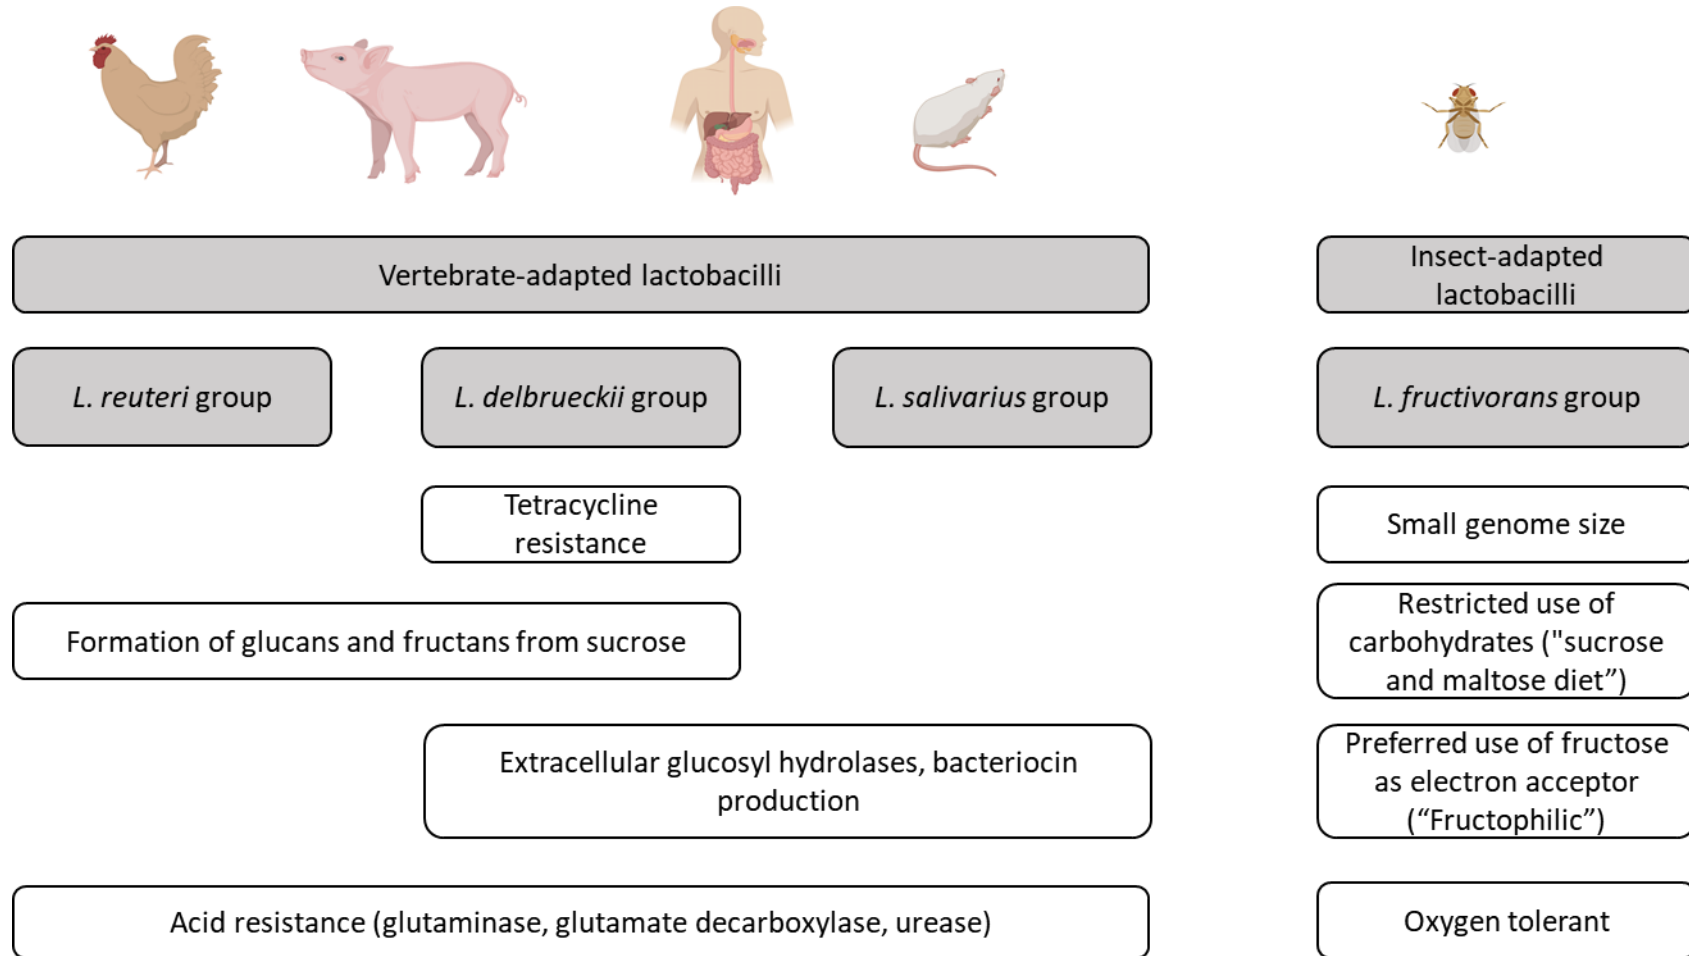 Vertebrate-adapted lactobacilli
Insect-adapted
lactobacilli
L. reuteri group
L. delbrueckii group
L. salivarius group
L. fructivorans group
Tetracycline
resistance
Small genome size
Formation of glucans and fructans from sucrose
Restricted use of
carbohydrates ("sucrose
and maltose diet”)
Extracellular glucosyl hydrolases, bacteriocin
production
Preferred use of fructose
as electron acceptor
(“Fructophilic”)
Acid resistance (glutaminase, glutamate decarboxylase, urease)
Oxygen tolerant